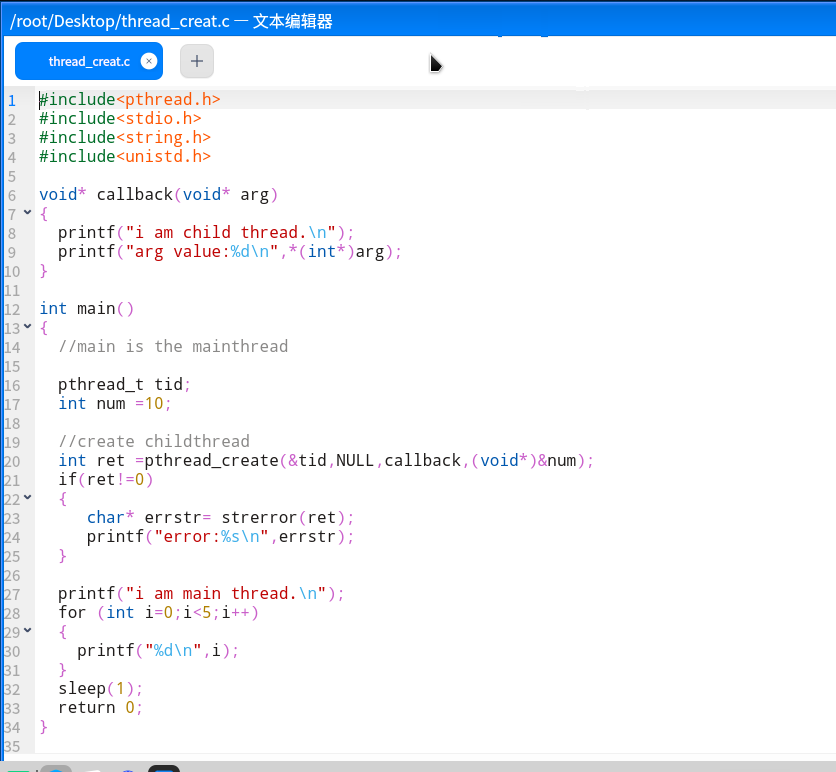 /root/Desktop/thread_creat.c — 文本编辑器
thread_creat.c × +
1 #include<pthread.h>
2 #include<stdio.h>
3 #include<string.h>
4 #include<unistd.h>
5
6 void* callback(void* arg)
7 {
8   printf("i am child thread.\n");
9   printf("arg value:%d\n",*(int*)arg);
10 }
11
12 int main()
13 {
14   //main is the mainthread
15
16   pthread_t tid;
17   int num =10;
18
19   //create childthread
20   int ret =pthread_create(&tid,NULL,callback,(void*)&num);
21   if(ret!=0)
22   {
23      char* errstr= strerror(ret);
24      printf("error:%s\n",errstr);
25   }
26
27   printf("i am main thread.\n");
28   for (int i=0;i<5;i++)
29   {
30     printf("%d\n",i);
31   }
32   sleep(1);
33   return 0;
34 }
35